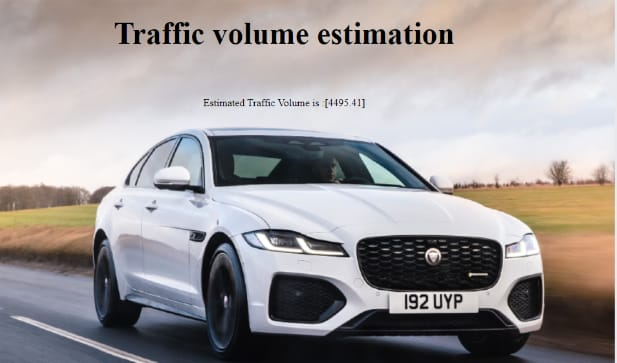 Traffic volume estimation
Estimated Traffic Volume is :[4495.41]
192 UYP